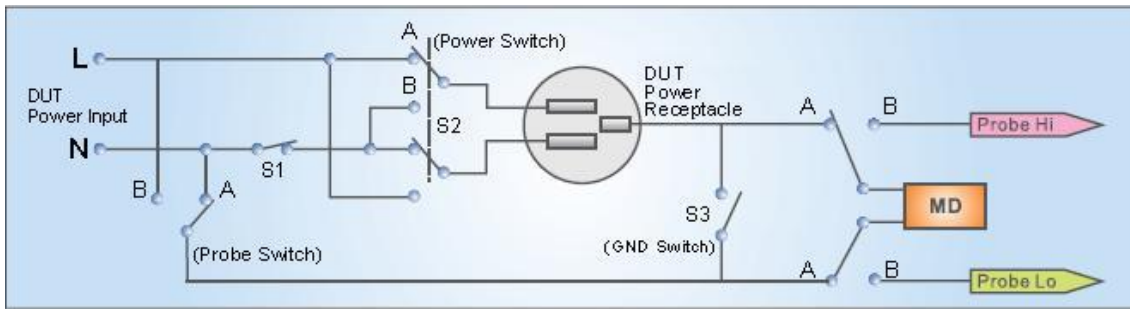 L
DUT
Power Input
N
B
A
(Probe Switch)
S1
A
(Power Switch)
B
S2
DUT
Power
Receptacle
S3
(GND Switch)
A
B
Probe Hi
MD
A
B
Probe Lo